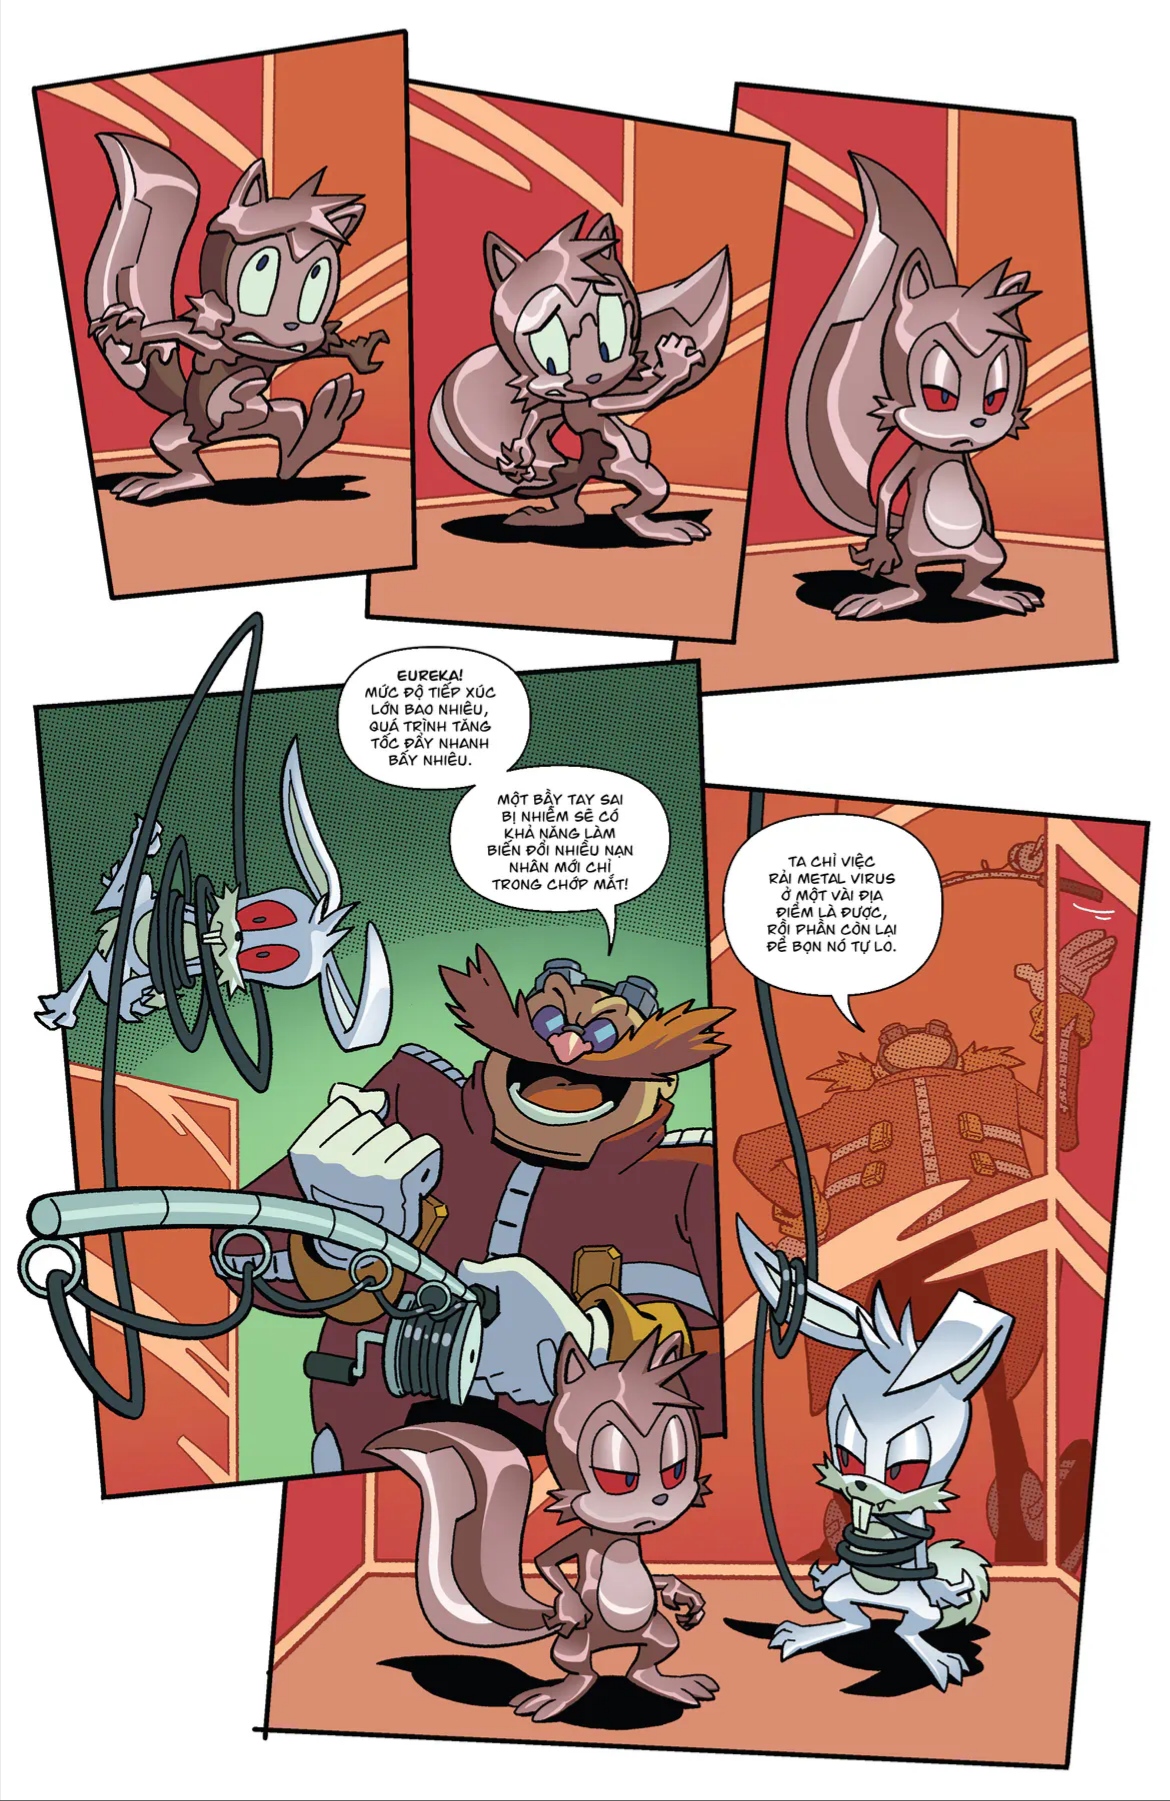 EUREKA!
MỨC ĐỘ TIẾP XÚC
LỚN BAO NHIÊU,
QUÁ TRÌNH TĂNG
TỐC ĐẨY NHANH
BẤY NHIÊU.
MỘT BẦY TAY SAI
BỊ NHIỄM SẼ CÓ
KHẢ NĂNG LÀM
BIẾN ĐỔI NHIỀU NẠN
NHÂN MỚI CHỈ
TRONG CHỚP MẮT!
TA CHỈ VIỆC
RẢI METAL VIRUS
Ở MỘT VÀI ĐỊA
ĐIỂM LÀ ĐƯỢC,
RỒI PHẦN CÒN LẠI
ĐỂ BỌN NÓ TỰ LO.